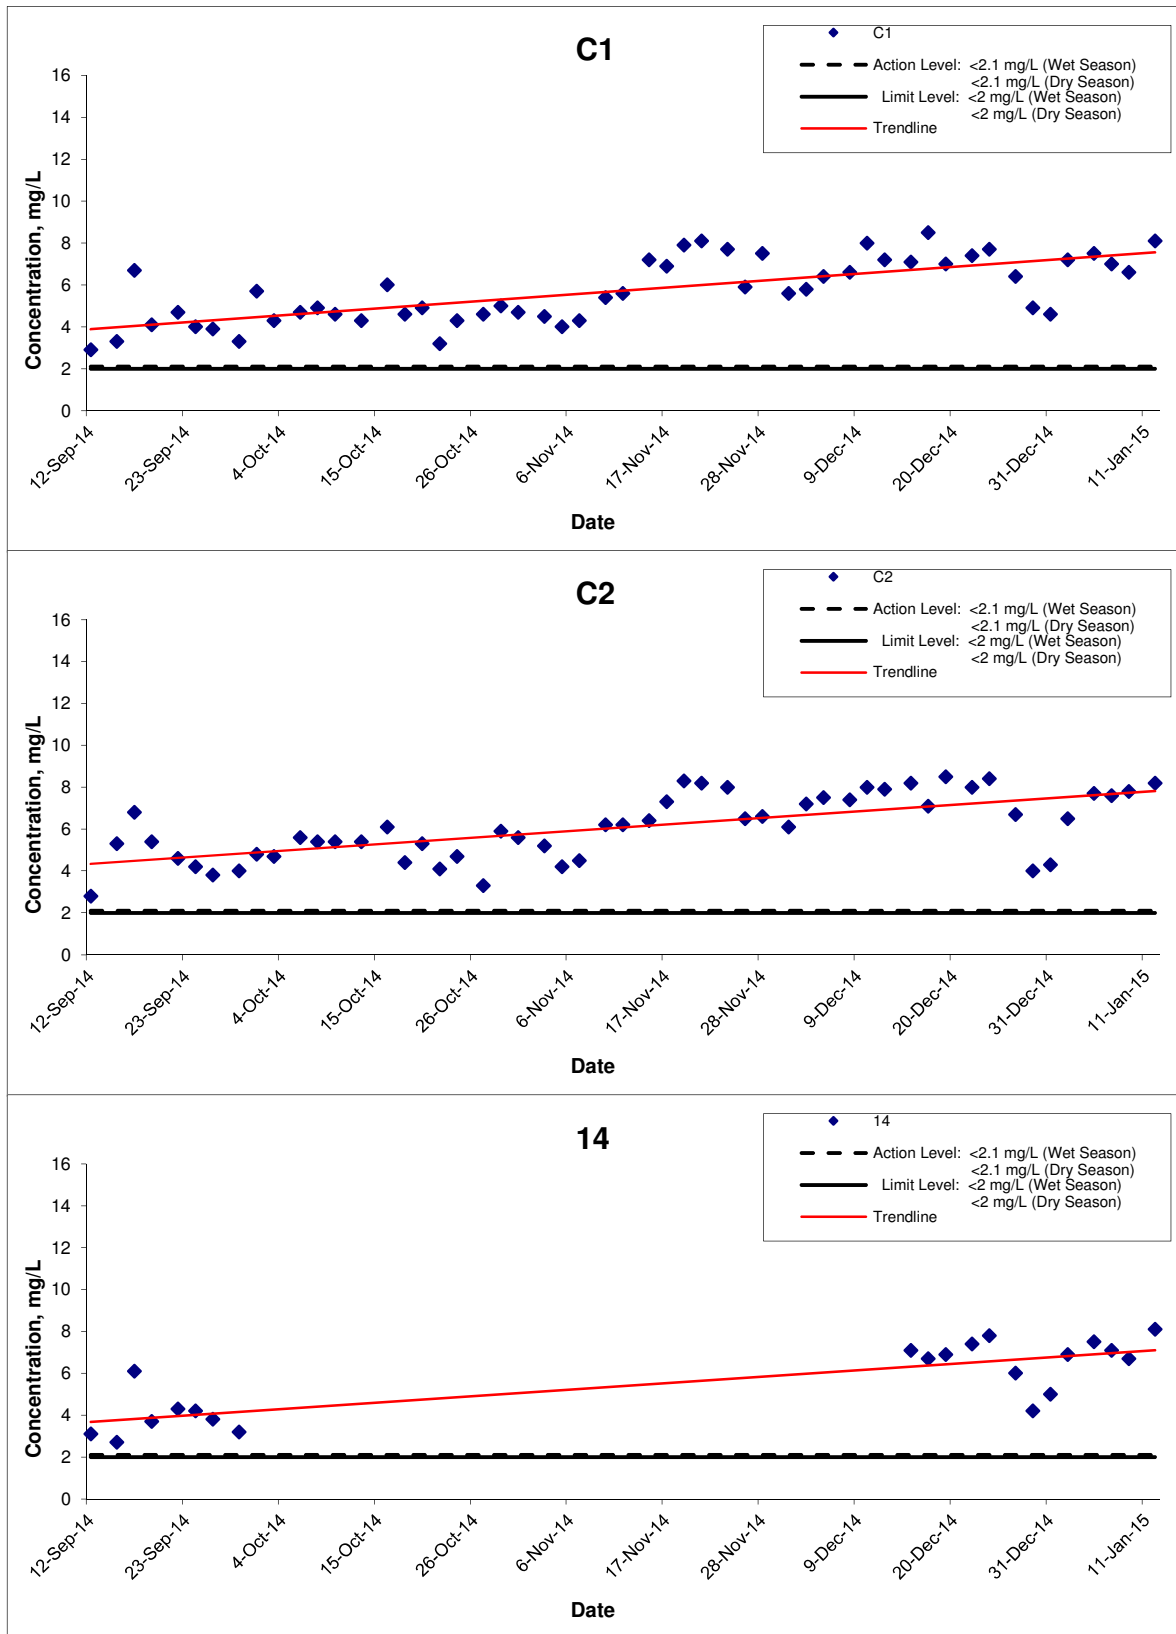 C1
C1
Action Level: <2.1 mg/L (Wet Season)
<2.1 mg/L (Dry Season)
Limit Level: <2 mg/L (Wet Season)
<2 mg/L (Dry Season)
Trendline
Concentration, mg/L
16
14
12
10
8
6
4
2
0
12-Sep-14
23-Sep-14
4-Oct-14
15-Oct-14
26-Oct-14
6-Nov-14
17-Nov-14
28-Nov-14
9-Dec-14
20-Dec-14
31-Dec-14
11-Jan-15
Date
C2
C2
Action Level: <2.1 mg/L (Wet Season)
<2.1 mg/L (Dry Season)
Limit Level: <2 mg/L (Wet Season)
<2 mg/L (Dry Season)
Trendline
Concentration, mg/L
16
14
12
10
8
6
4
2
0
12-Sep-14
23-Sep-14
4-Oct-14
15-Oct-14
26-Oct-14
6-Nov-14
17-Nov-14
28-Nov-14
9-Dec-14
20-Dec-14
31-Dec-14
11-Jan-15
Date
14
14
Action Level: <2.1 mg/L (Wet Season)
<2.1 mg/L (Dry Season)
Limit Level: <2 mg/L (Wet Season)
<2 mg/L (Dry Season)
Trendline
Concentration, mg/L
16
14
12
10
8
6
4
2
0
12-Sep-14
23-Sep-14
4-Oct-14
15-Oct-14
26-Oct-14
6-Nov-14
17-Nov-14
28-Nov-14
9-Dec-14
20-Dec-14
31-Dec-14
11-Jan-15
Date